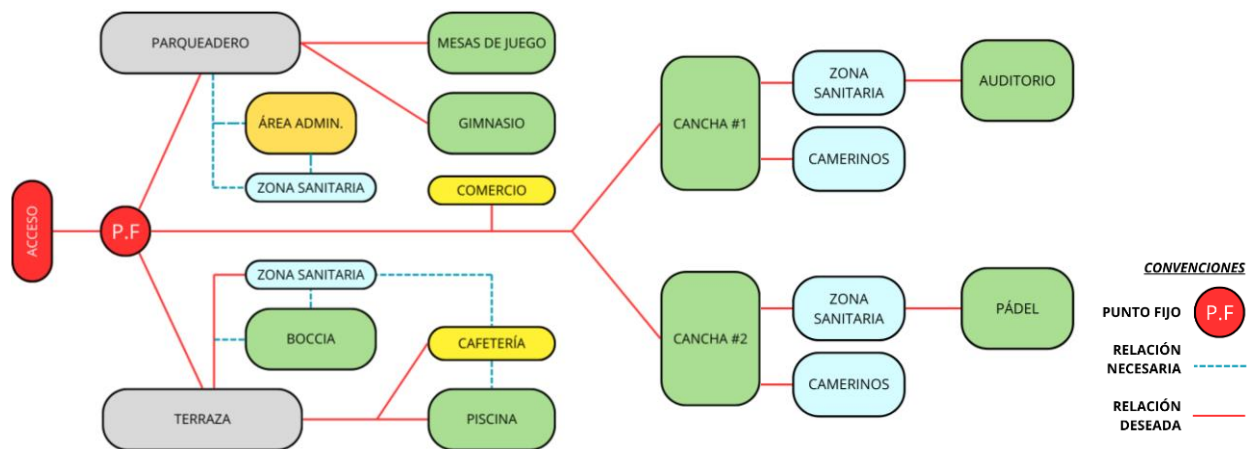 PARQUEADERO
MESAS DE JUEGO
ÁREA ADMIN.
GIMNASIO
ZONA SANITARIA
COMERCIO
ACCESO
P.F
ZONA SANITARIA
BOCCIA
CAFETERÍA
TERRAZA
PISCINA
CANCHA #1
ZONA
SANITARIA
AUDITORIO
CAMERINOS
CANCHA #2
ZONA
SANITARIA
PÁDEL
CAMERINOS
CONVENCIONES
PUNTO FIJO
P.F
RELACIÓN
NECESARIA
RELACIÓN
DESEADA